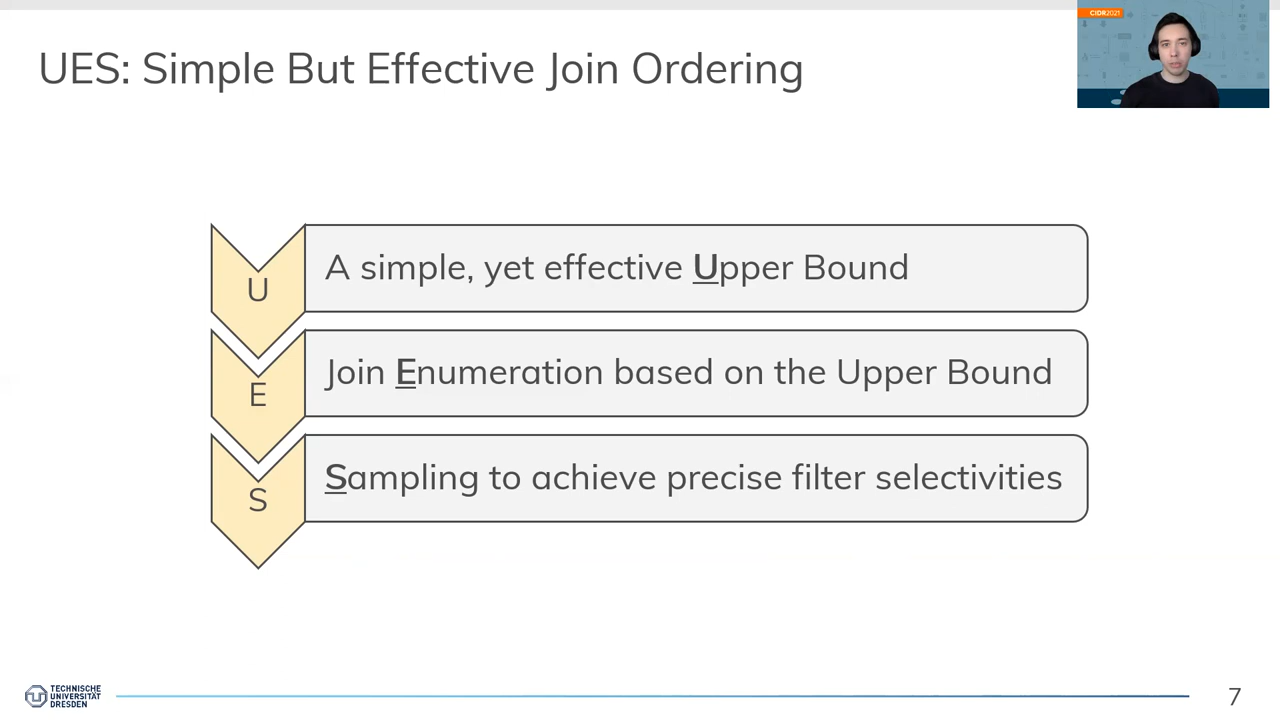 UES: Simple But Effective Join Ordering
CIDR2021
U
A simple, yet effective Upper Bound
E
Join Enumeration based on the Upper Bound
S
Sampling to achieve precise filter selectivities
TECHNISCHE
UNIVERSITÄT
DRESDEN
7